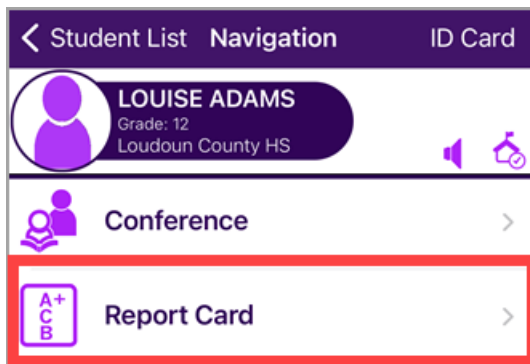 Student List Navigation ID Card
LOUISE ADAMS
Grade: 12
Loudoun County HS
Conference
A+
C
B
Report Card